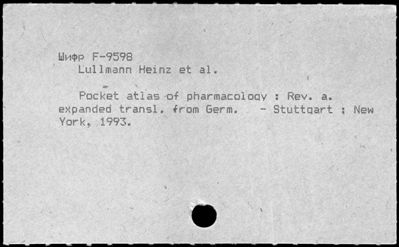 Шифр F-9598
Lullmann Heinz et al.
Pocket atlas of pharmacology : Rev. a.
expanded transl. from Germ. - Stuttgart ; New
York, 1993.